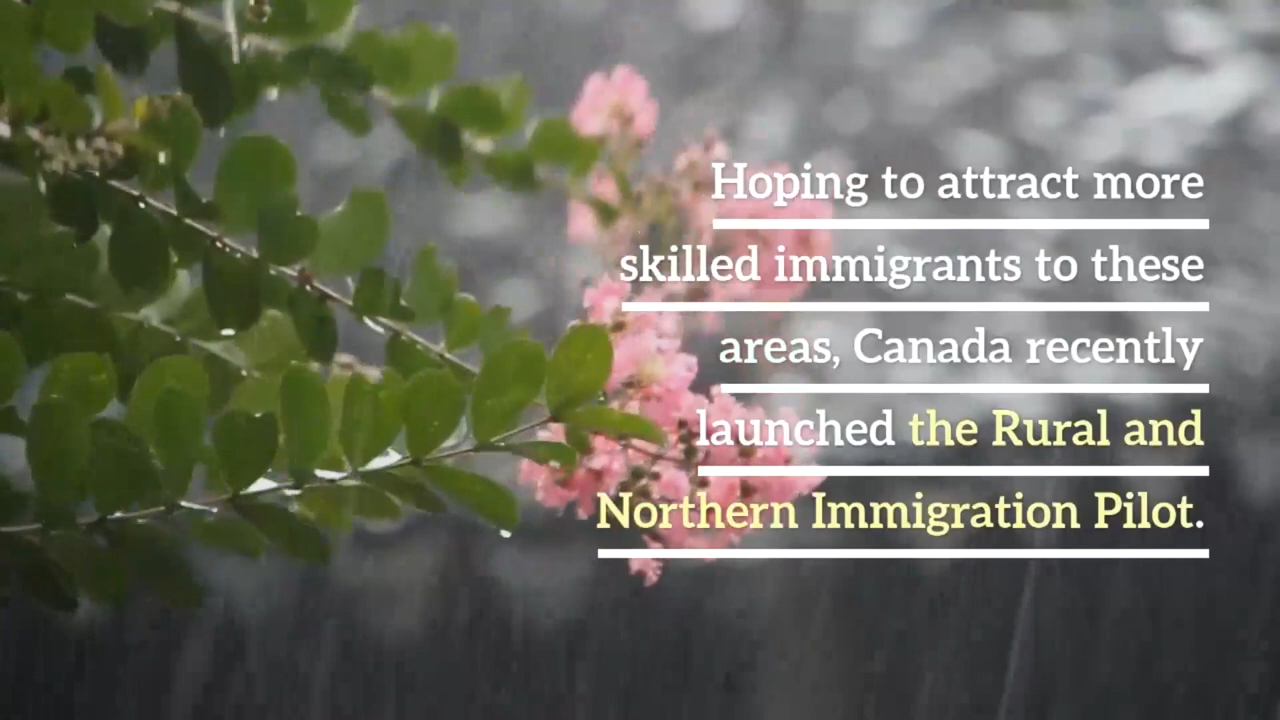 Hoping to attract more
skilled immigrants to these
areas, Canada recently
launched the Rural and
Northern Immigration Pilot.